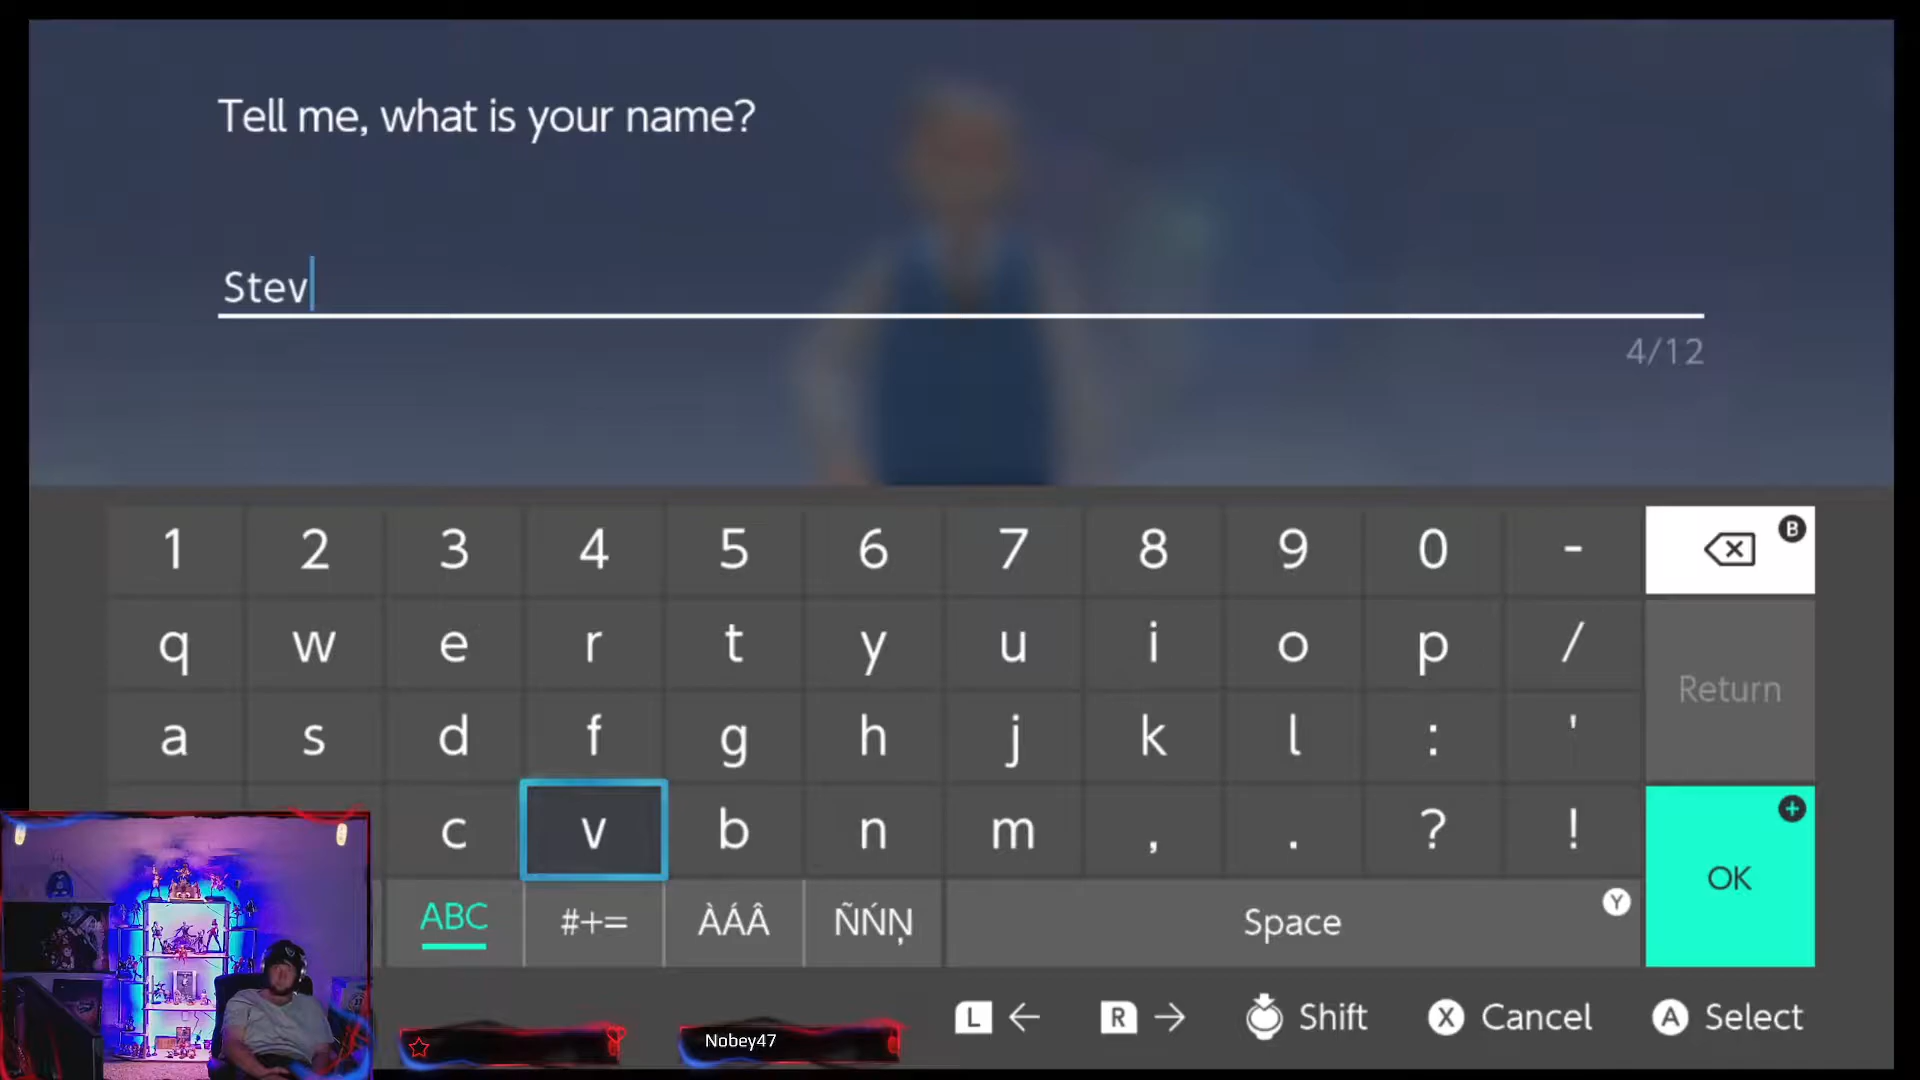 Tell me, what is your name?
Stev
4/12
1 2 3 4 5 6 7 8 9 0 - B
q w e r t y u i o p /
Return
a s d f g h j k l : '
c v b n m , . ? ! + OK
ABC #+= ÀÁÂ ÑŃŅ Space Y
L ← R → Shift X Cancel A Select
Nobey47